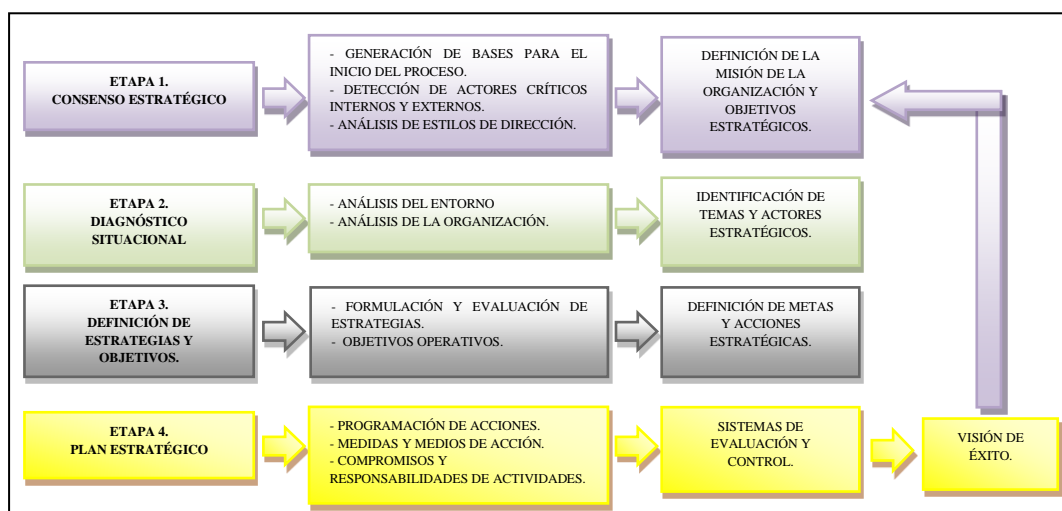 ETAPA 1.
CONSENSO ESTRATÉGICO
- GENERACIÓN DE BASES PARA EL
INICIO DEL PROCESO.
- DETECCIÓN DE ACTORES CRÍTICOS
INTERNOS Y EXTERNOS.
- ANÁLISIS DE ESTILOS DE DIRECCIÓN.
DEFINICIÓN DE LA
MISIÓN DE LA
ORGANIZACIÓN Y
OBJETIVOS
ESTRATÉGICOS.
ETAPA 2.
DIAGNÓSTICO
SITUACIONAL
- ANÁLISIS DEL ENTORNO
- ANÁLISIS DE LA ORGANIZACIÓN.
IDENTIFICACIÓN DE
TEMAS Y ACTORES
ESTRATÉGICOS.
ETAPA 3.
DEFINICIÓN DE
ESTRATEGIAS Y
OBJETIVOS.
- FORMULACIÓN Y EVALUACIÓN DE
ESTRATEGIAS.
- OBJETIVOS OPERATIVOS.
DEFINICIÓN DE METAS
Y ACCIONES
ESTRATÉGICAS.
ETAPA 4.
PLAN ESTRATÉGICO
- PROGRAMACIÓN DE ACCIONES.
- MEDIDAS Y MEDIOS DE ACCIÓN.
- COMPROMISOS Y
RESPONSABILIDADES DE ACTIVIDADES.
SISTEMAS DE
EVALUACIÓN Y
CONTROL.
VISIÓN DE
ÉXITO.